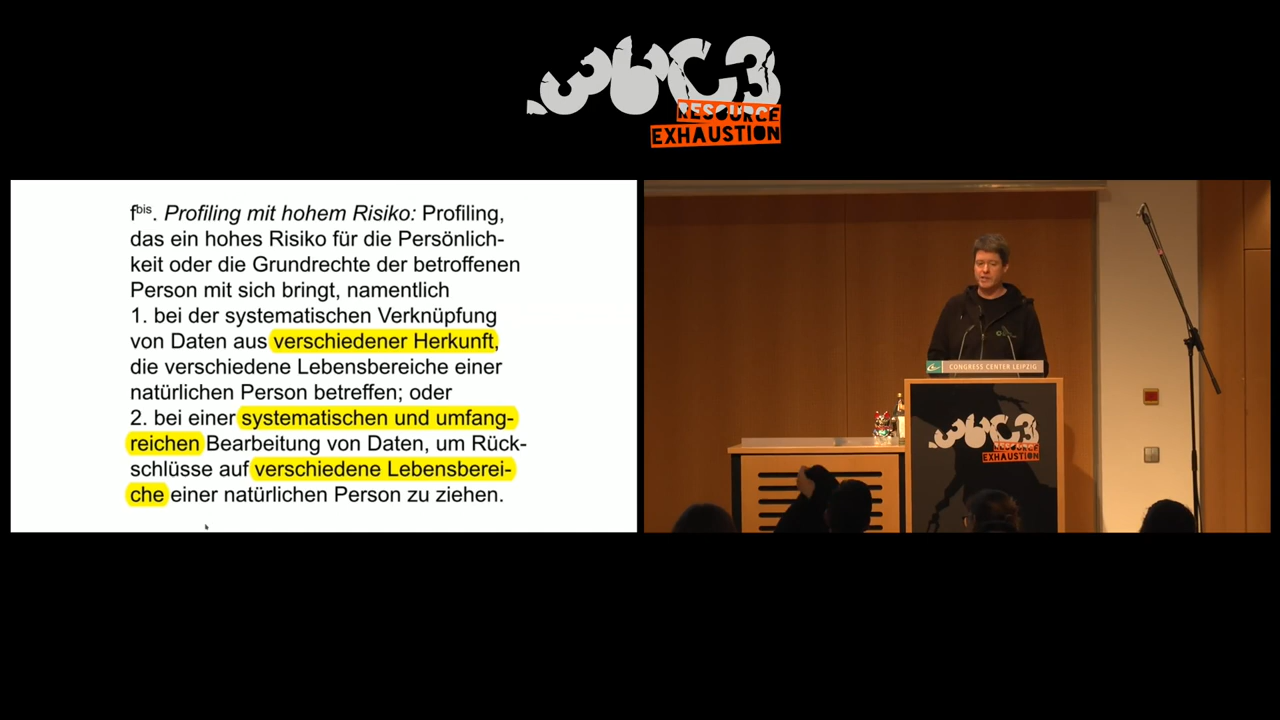 36C3
RESOURCE
EXHAUSTION
fbis. Profiling mit hohem Risiko: Profiling,
das ein hohes Risiko für die Persönlich-
keit oder die Grundrechte der betroffenen
Person mit sich bringt, namentlich
1. bei der systematischen Verknüpfung
von Daten aus verschiedener Herkunft,
die verschiedene Lebensbereiche einer
natürlichen Person betreffen; oder
2. bei einer systematischen und umfang-
reichen Bearbeitung von Daten, um Rück-
schlüsse auf verschiedene Lebensberei-
che einer natürlichen Person zu ziehen.
CONGRESS CENTER LEIPZIG
36C3
RESOURCE
EXHAUSTION